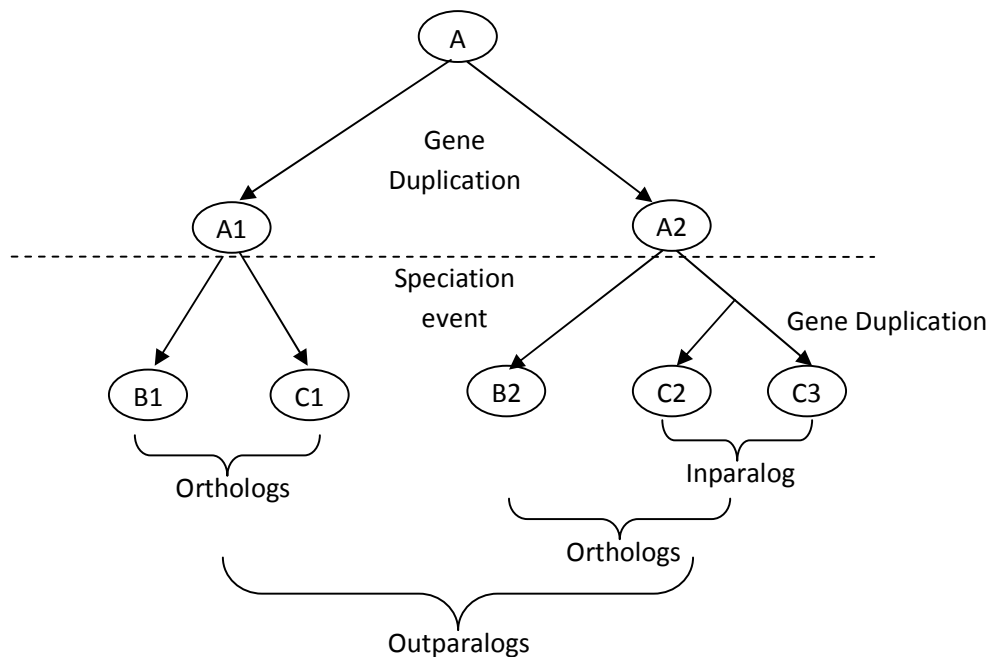 A
Gene
Duplication
A1
A2
Speciation
event
Gene Duplication
B1
C1
B2
C2
C3
Orthologs
Inparalog
Orthologs
Outparalogs